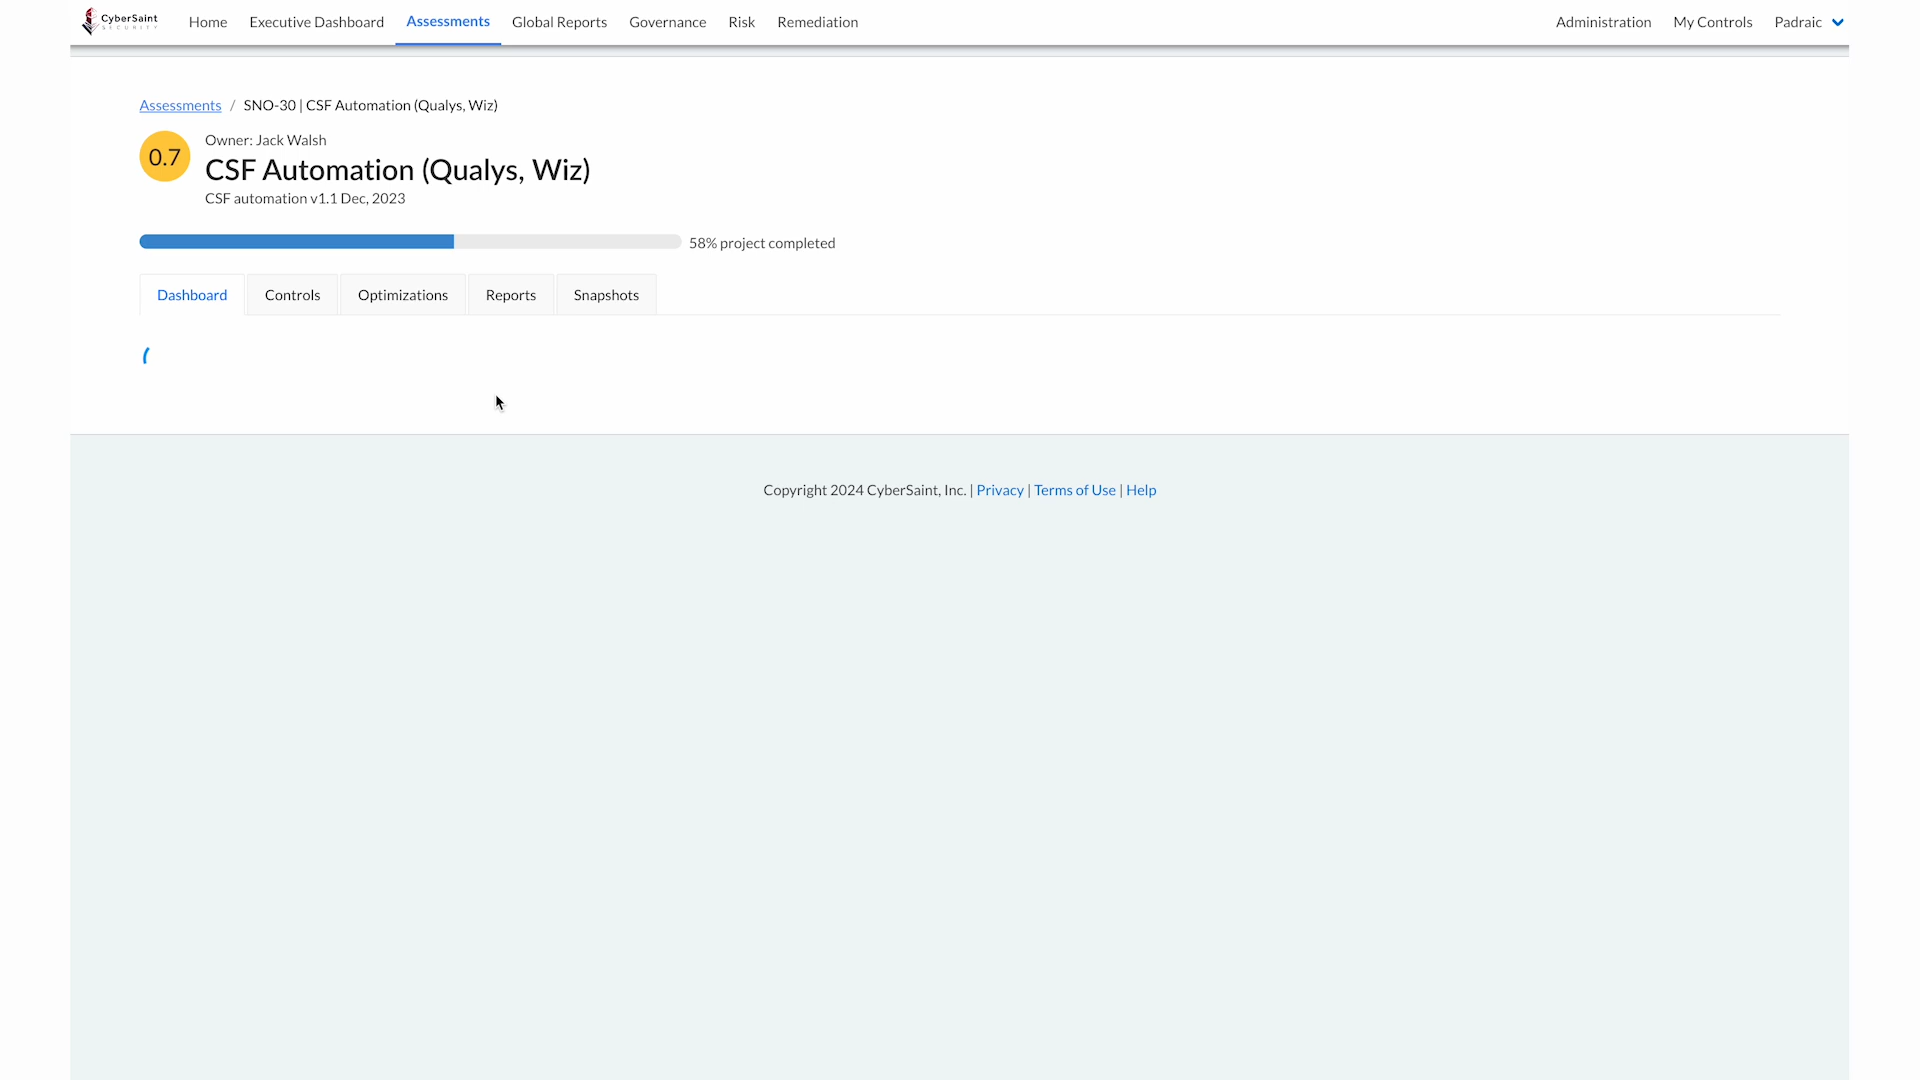 CyberSaint
SECURITY
Home Executive Dashboard Assessments Global Reports Governance Risk Remediation Administration My Controls Padraic
Assessments / SNO-30 | CSF Automation (Qualys, Wiz)
0.7
Owner: Jack Walsh
CSF Automation (Qualys, Wiz)
CSF automation v1.1 Dec, 2023
58% project completed
Dashboard Controls Optimizations Reports Snapshots
Copyright 2024 CyberSaint, Inc. | Privacy | Terms of Use | Help